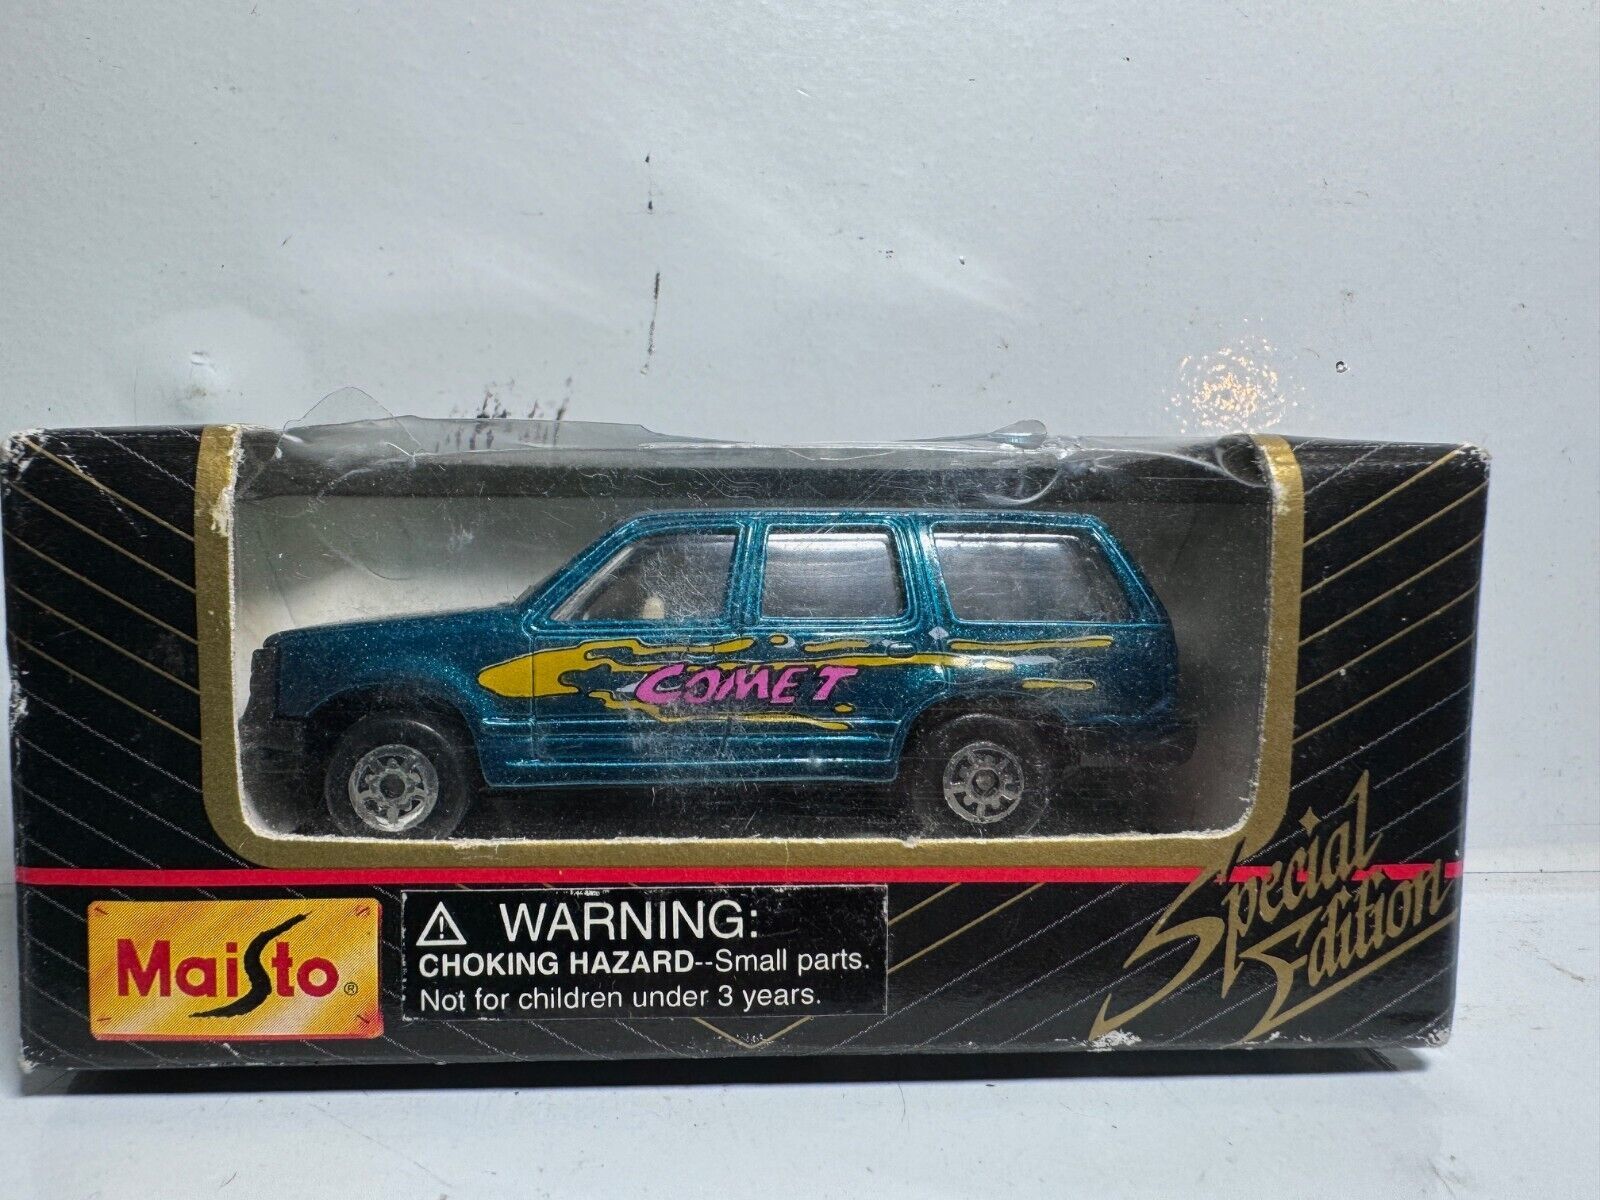 COMET
Special
Edition
Maisto®
WARNING:
CHOKING HAZARD--Small parts.
Not for children under 3 years.